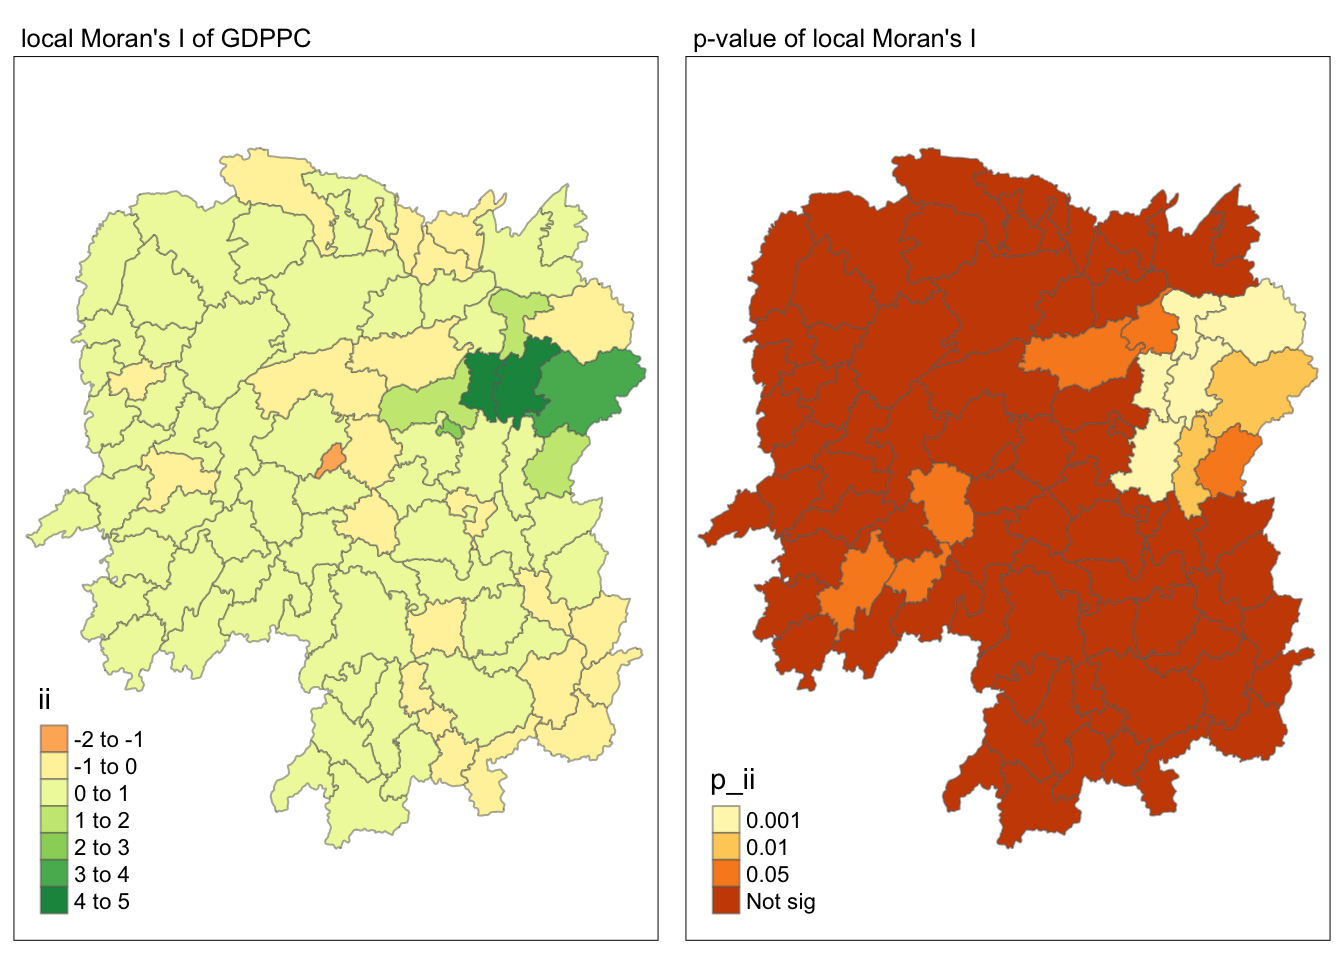 local Moran's I of GDPPC
ii
-2 to -1
-1 to 0
0 to 1
1 to 2
2 to 3
3 to 4
4 to 5
p-value of local Moran's I
p_ii
0.001
0.01
0.05
Not sig